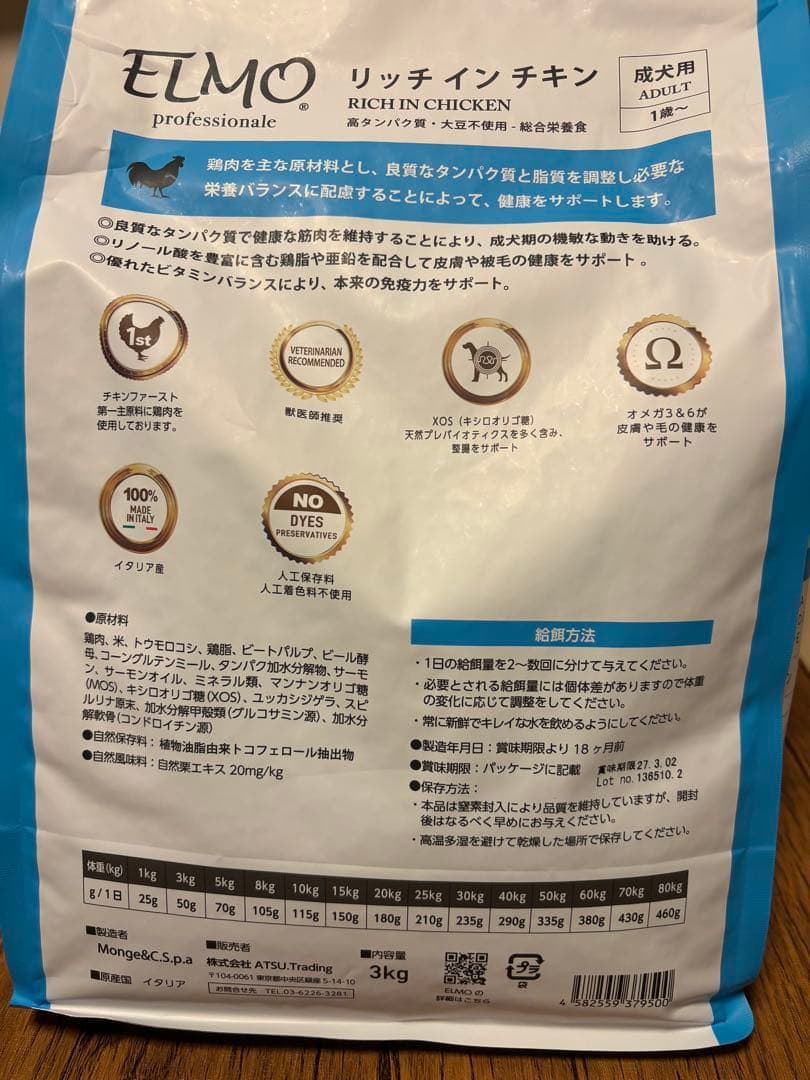 ELMO®
professionale
リッチ イン チキン
RICH IN CHICKEN
高タンパク質・大豆不使用 - 総合栄養食
成犬用
ADULT
1歳〜
鶏肉を主な原材料とし、良質なタンパク質と脂質を調整し必要な
栄養バランスに配慮することによって、健康をサポートします。
◎良質なタンパク質で健康な筋肉を維持することにより、成犬期の機敏な動きを助ける。
◎リノール酸を豊富に含む鶏脂や亜鉛を配合して皮膚や被毛の健康をサポート 。
◎優れたビタミンバランスにより、本来の免疫力をサポート。
1st
チキンファースト
第一主原料に鶏肉を
使用しております。
VETERINARIAN
RECOMMENDED
獣医師推奨
XOS（キシロオリゴ糖）
天然プレバイオティクスを多く含み、
整腸をサポート
Ω
オメガ3＆6が
皮膚や毛の健康を
サポート
100%
MADE
IN ITALY
イタリア産
NO
DYES
PRESERVATIVES
人工保存料
人工着色料不使用
●原材料
鶏肉、米、トウモロコシ、鶏脂、ビートパルプ、ビール酵
母、コーングルテンミール、タンパク加水分解物、サーモ
ン、サーモンオイル、ミネラル類、マンナンオリゴ糖
(MOS)、キシロオリゴ糖(XOS)、ユッカシジゲラ、スピ
ルリナ原末、加水分解甲殻類(グルコサミン源)、加水分
解軟骨(コンドロイチン源)
●自然保存料：植物油脂由来トコフェロール抽出物
●自然風味料：自然栗エキス 20mg/kg
給餌方法
・1日の給餌量を2〜数回に分けて与えてください。
・必要とされる給餌量には個体差がありますので体重
の変化に応じて調整をしてください。
・常に新鮮でキレイな水を飲めるようにしてください。
●製造年月日：賞味期限より 18 ヶ月前
●賞味期限：パッケージに記載
賞味期限27.3.02
Lot no.136510.2
●保存方法：
・本品は窒素封入により品質を維持していますが、開封
後はなるべく早めにお与えください。
・高温多湿を避けて乾燥した場所で保存してください。
体重(kg) 1kg 3kg 5kg 8kg 10kg 15kg 20kg 25kg 30kg 40kg 50kg 60kg 70kg 80kg
g/1日 25g 50g 70g 105g 115g 150g 180g 210g 235g 290g 335g 380g 430g 460g
■製造者
Monge&C.S.p.a
■原産国 イタリア
■販売者
株式会社 ATSU.Trading
〒104-0061 東京都中央区銀座 5-14-10
お問合せ先 TEL.03-6226-3281
■内容量
3kg
ELMO の
詳細はこちら
プラ
袋
4 582559 379500